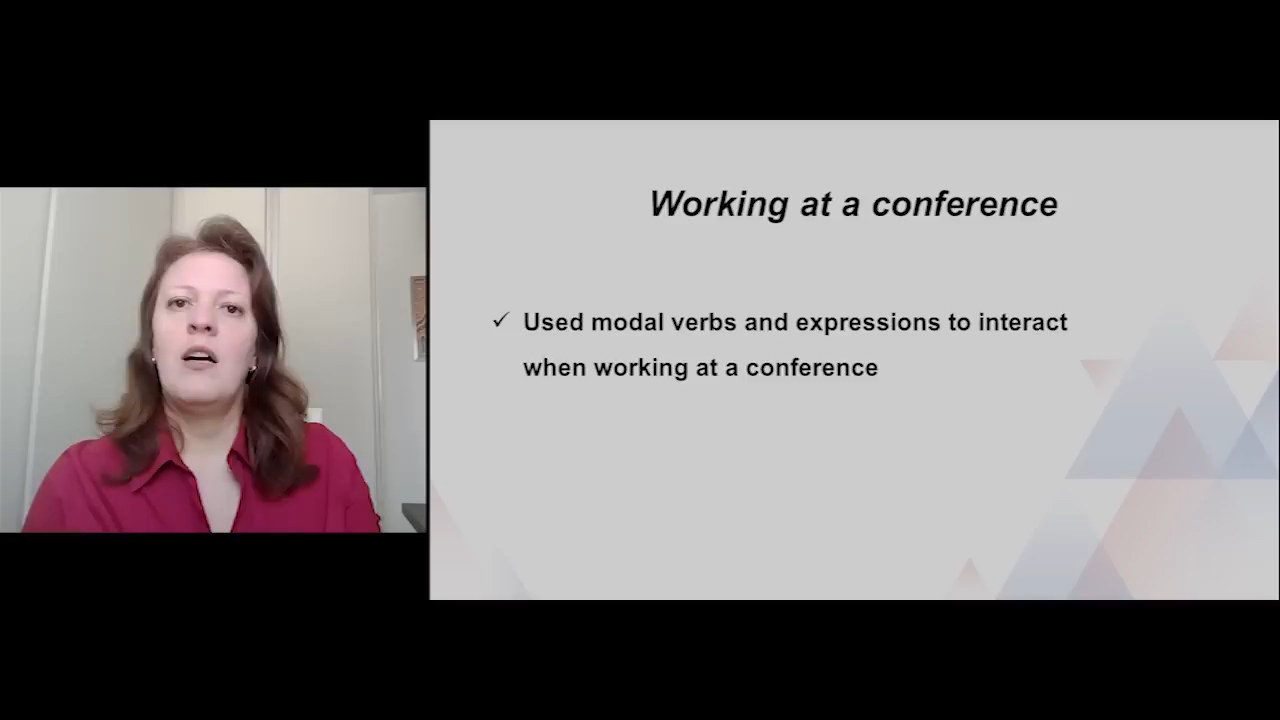 Working at a conference
✓ Used modal verbs and expressions to interact
when working at a conference